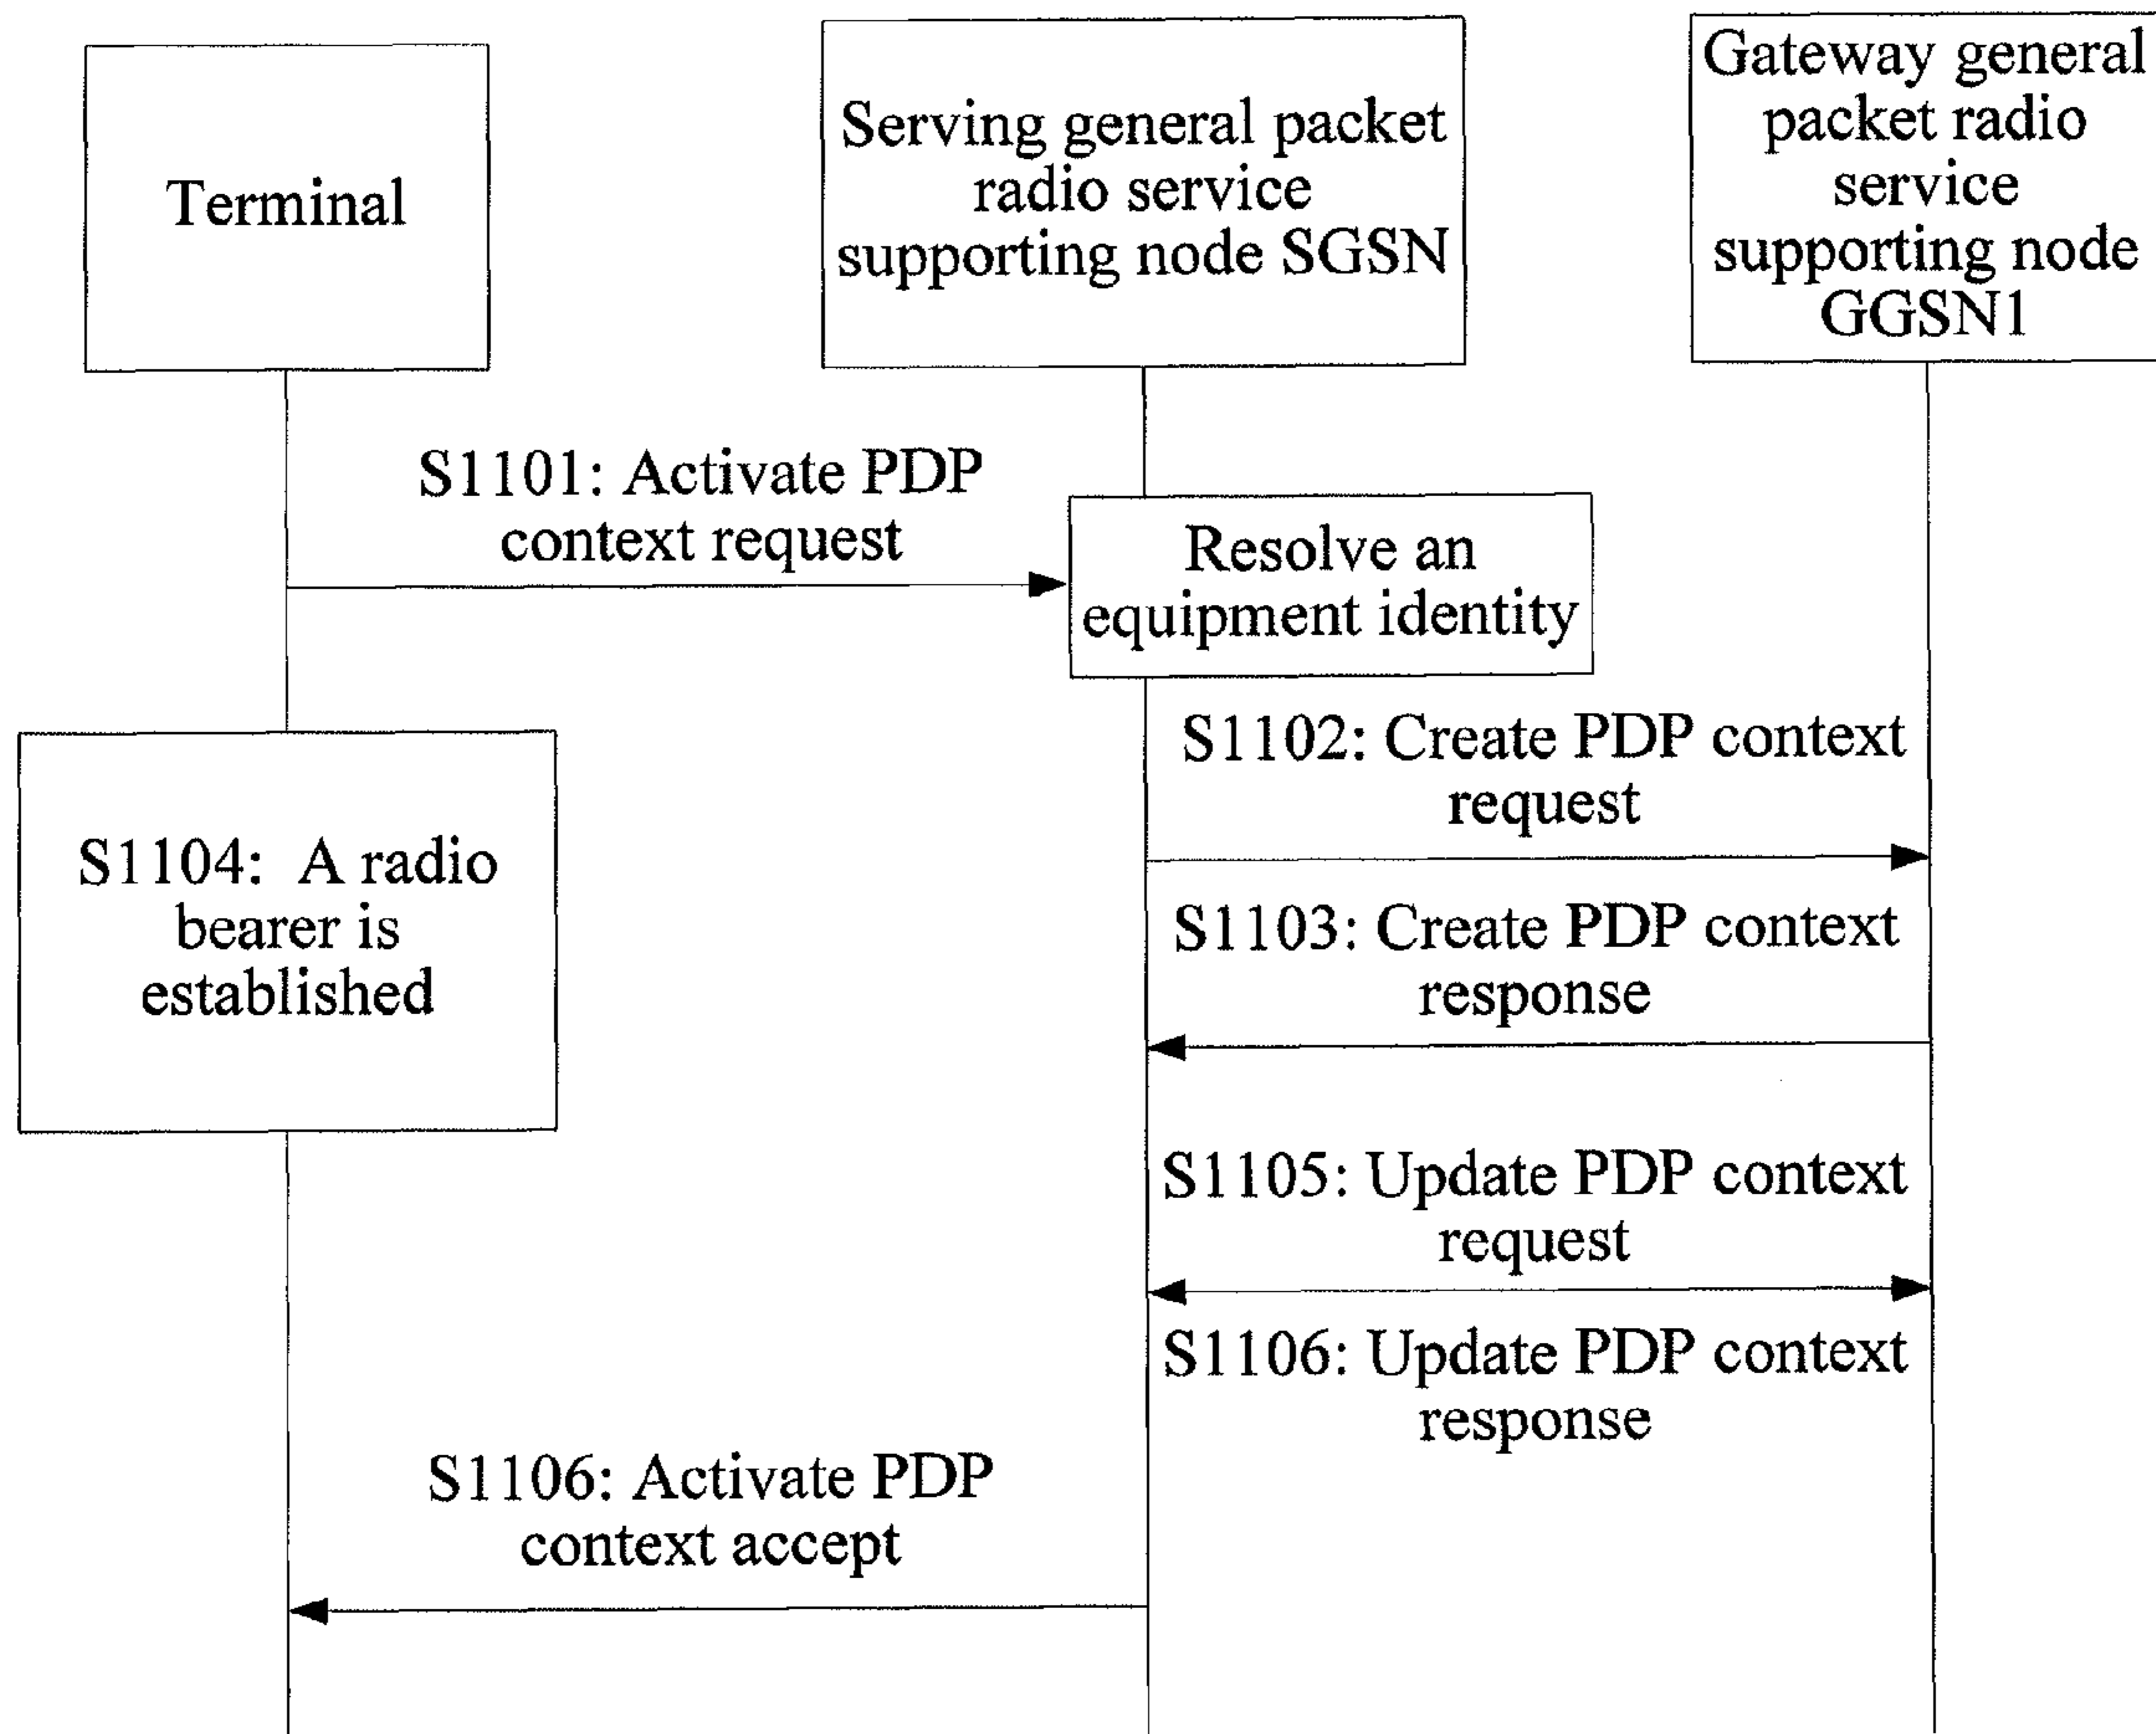 Terminal
Serving general packet
radio service
supporting node SGSN
Gateway general
packet radio
service
supporting node
GGSN1
S1101: Activate PDP
context request
Resolve an
equipment identity
S1102: Create PDP context
request
S1104: A radio
bearer is
established
S1103: Create PDP context
response
S1105: Update PDP context
request
S1106: Update PDP context
response
S1106: Activate PDP
context accept